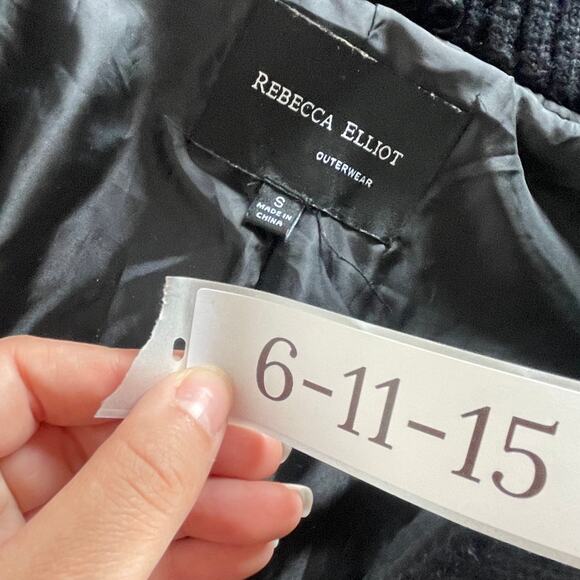 REBECCA ELLIOT
OUTERWEAR
S
MADE IN
CHINA
6-11-15